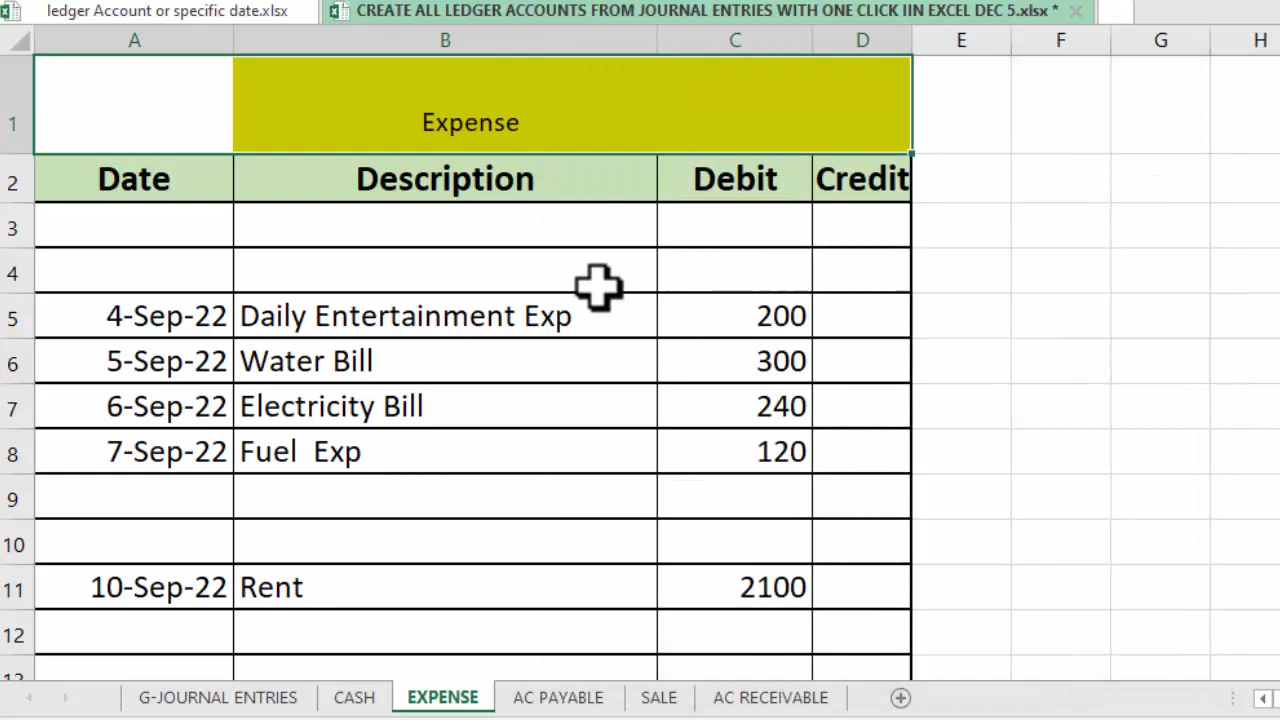 ledger Account or specific date.xlsx CREATE ALL LEDGER ACCOUNTS FROM JOURNAL ENTRIES WITH ONE CLICK IIN EXCEL DEC 5.xlsx *
A B C D E F G H
1 Expense
2 Date Description Debit Credit
3
4
5 4-Sep-22 Daily Entertainment Exp 200
6 5-Sep-22 Water Bill 300
7 6-Sep-22 Electricity Bill 240
8 7-Sep-22 Fuel  Exp 120
9
10
11 10-Sep-22 Rent 2100
12
13
G-JOURNAL ENTRIES CASH EXPENSE AC PAYABLE SALE AC RECEIVABLE